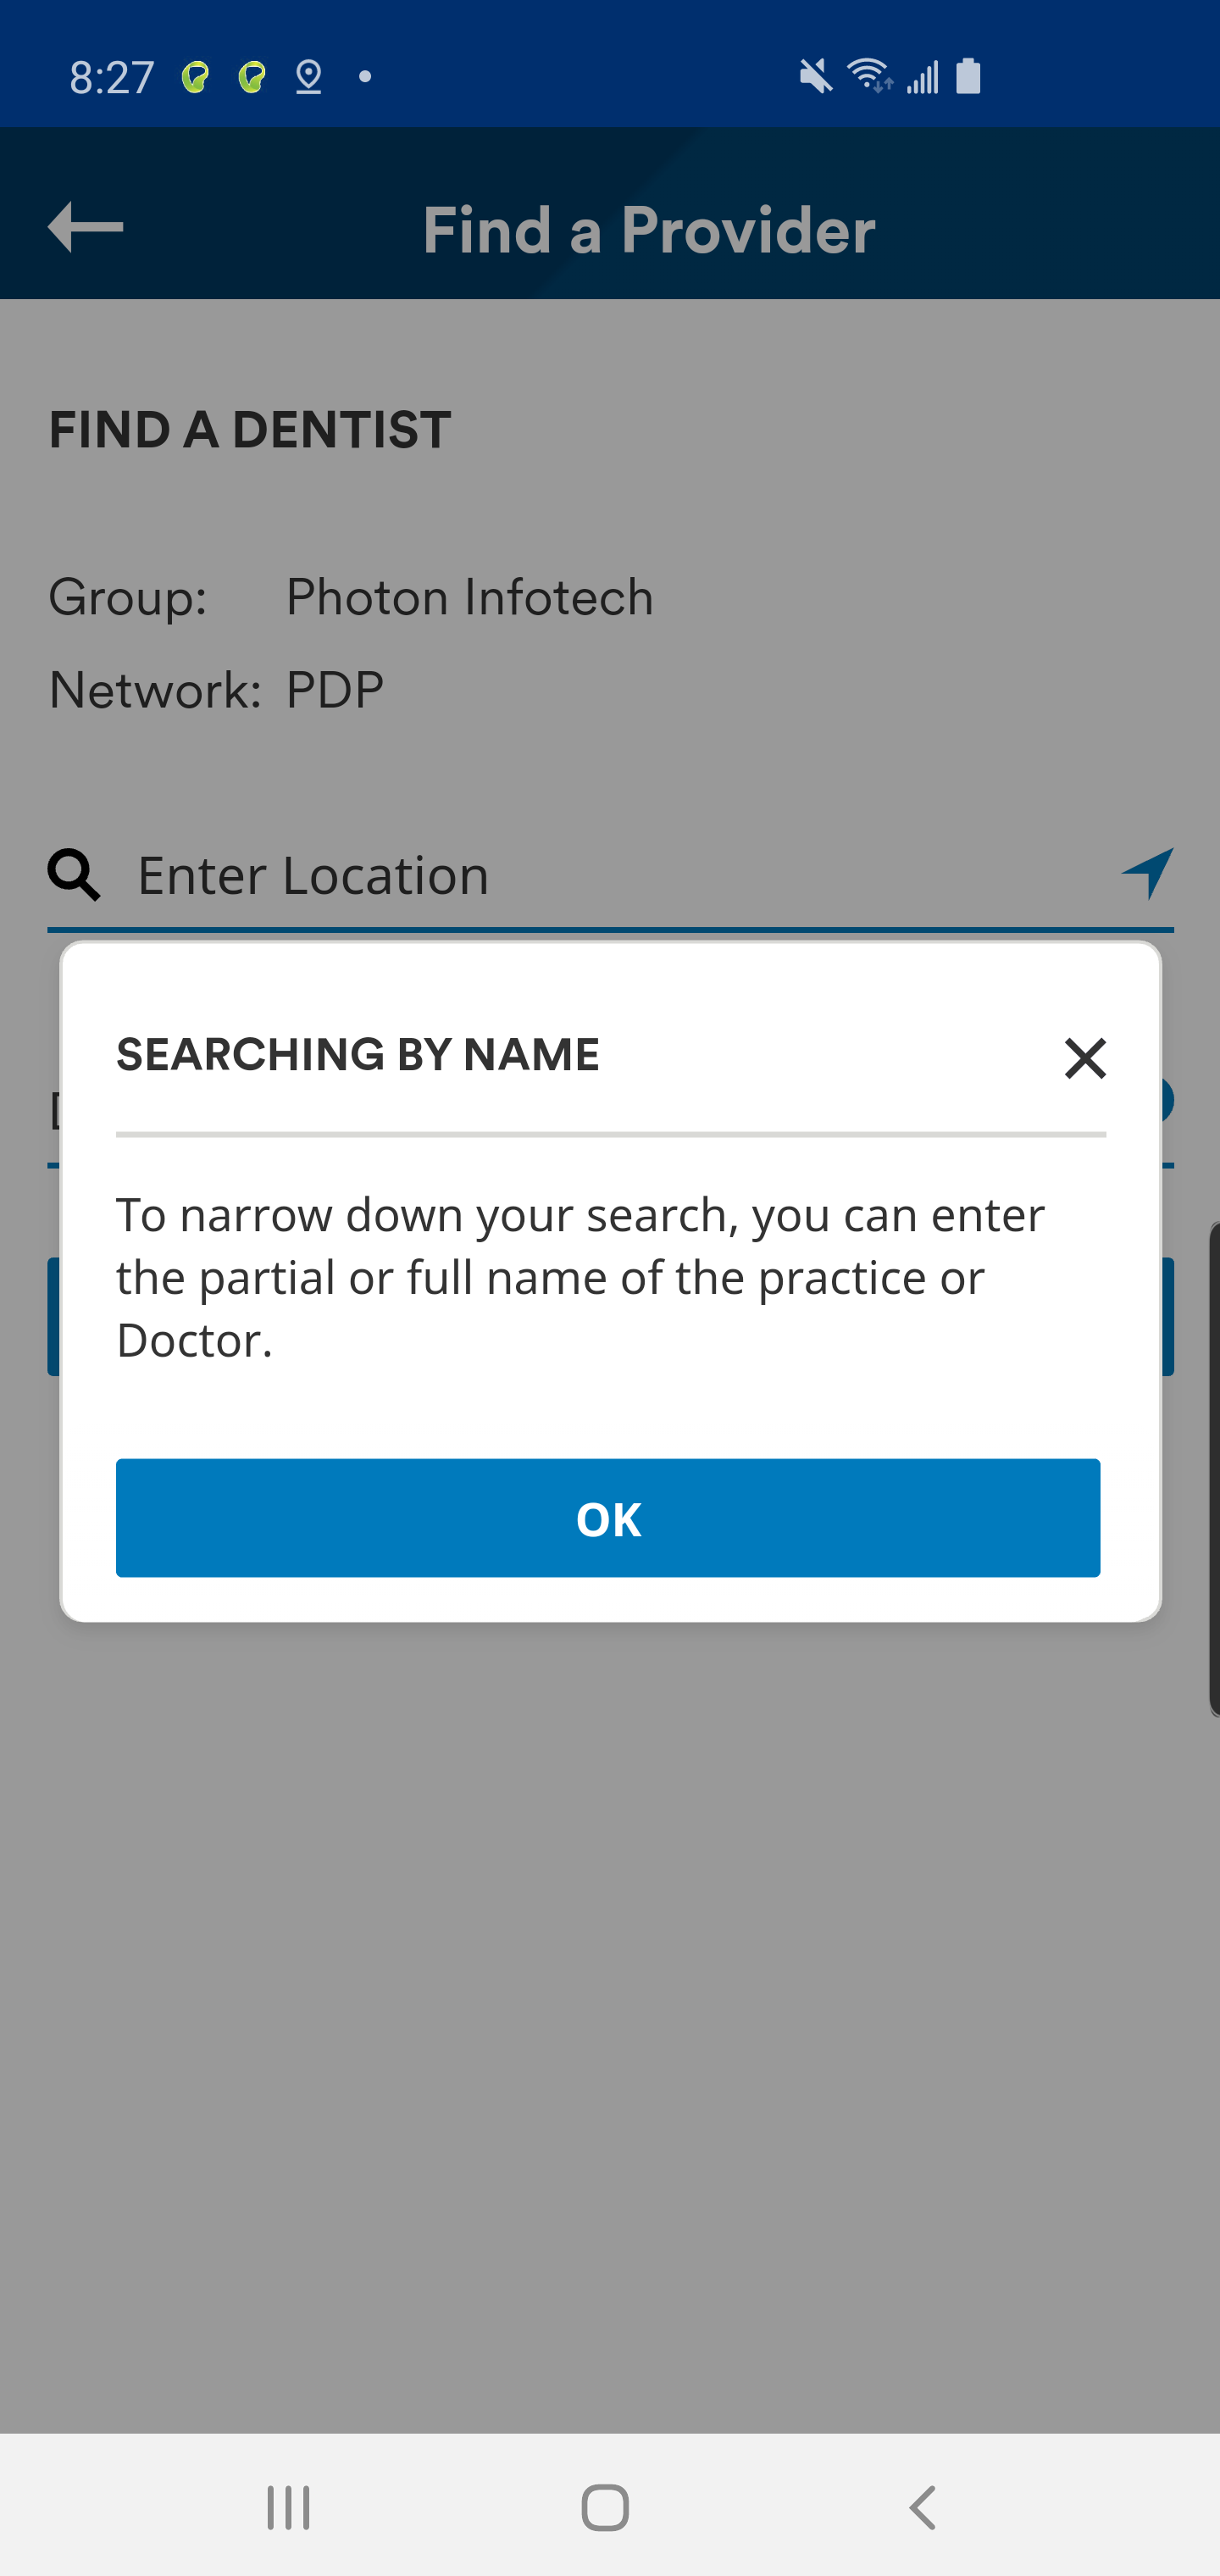 8:27
Find a Provider
FIND A DENTIST
Group: Photon Infotech
Network: PDP
Enter Location
SEARCHING BY NAME
To narrow down your search, you can enter
the partial or full name of the practice or
Doctor.
OK